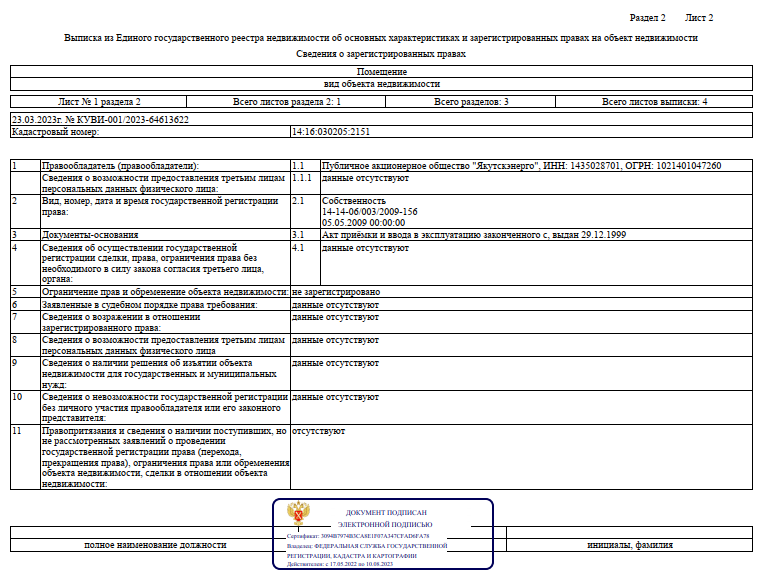 Раздел 2 Лист 2
Выписка из Единого государственного реестра недвижимости об основных характеристиках и зарегистрированных правах на объект недвижимости
Сведения о зарегистрированных правах
Помещение
вид объекта недвижимости
Лист № 1 раздела 2 Всего листов раздела 2: 1 Всего разделов: 3 Всего листов выписки: 4
23.03.2023г. № КУВИ-001/2023-64613622
Кадастровый номер: 14:16:030205:2151
1 Правообладатель (правообладатели): 1.1 Публичное акционерное общество "Якутскэнерго", ИНН: 1435028701, ОГРН: 1021401047260
Сведения о возможности предоставления третьим лицам 1.1.1 данные отсутствуют
персональных данных физического лица:
2 Вид, номер, дата и время государственной регистрации 2.1 Собственность
права: 14-14-06/003/2009-156
05.05.2009 00:00:00
3 Документы-основания 3.1 Акт приёмки и ввода в эксплуатацию законченного с, выдан 29.12.1999
4 Сведения об осуществлении государственной 4.1 данные отсутствуют
регистрации сделки, права, ограничения права без
необходимого в силу закона согласия третьего лица,
органа:
5 Ограничение прав и обременение объекта недвижимости: не зарегистрировано
6 Заявленные в судебном порядке права требования: данные отсутствуют
7 Сведения о возражении в отношении данные отсутствуют
зарегистрированного права:
8 Сведения о возможности предоставления третьим лицам данные отсутствуют
персональных данных физического лица
9 Сведения о наличии решения об изъятии объекта данные отсутствуют
недвижимости для государственных и муниципальных
нужд:
10 Сведения о невозможности государственной регистрации данные отсутствуют
без личного участия правообладателя или его законного
представителя:
11 Правопритязания и сведения о наличии поступивших, но отсутствуют
не рассмотренных заявлений о проведении
государственной регистрации права (перехода,
прекращения права), ограничения права или обременения
объекта недвижимости, сделки в отношении объекта
недвижимости:
ДОКУМЕНТ ПОДПИСАН
ЭЛЕКТРОННОЙ ПОДПИСЬЮ
Сертификат: 3094B7974B3CA8E1F07A347CFAD6FA78
Владелец: ФЕДЕРАЛЬНАЯ СЛУЖБА ГОСУДАРСТВЕННОЙ
РЕГИСТРАЦИИ, КАДАСТРА И КАРТОГРАФИИ
Действителен: с 17.05.2022 по 10.08.2023
полное наименование должности инициалы, фамилия